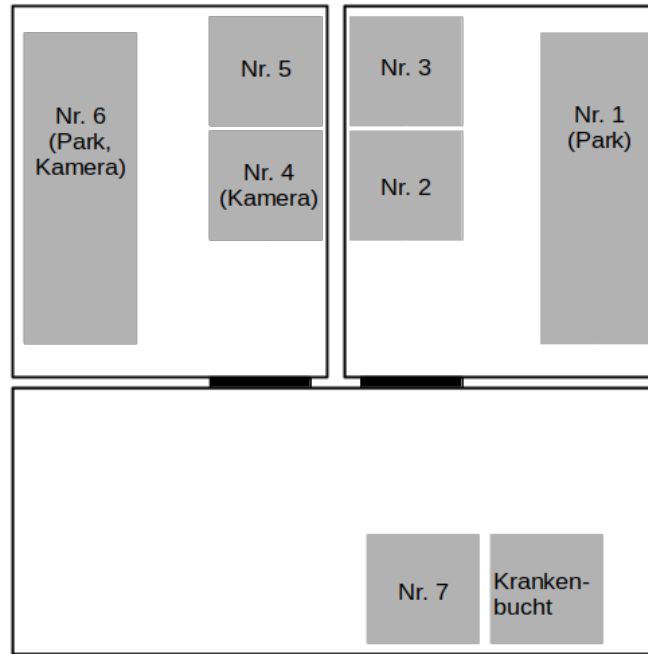 Nr. 6
(Park,
Kamera)
Nr. 5
Nr. 4
(Kamera)
Nr. 3
Nr. 2
Nr. 1
(Park)
Nr. 7
Kranken-
bucht